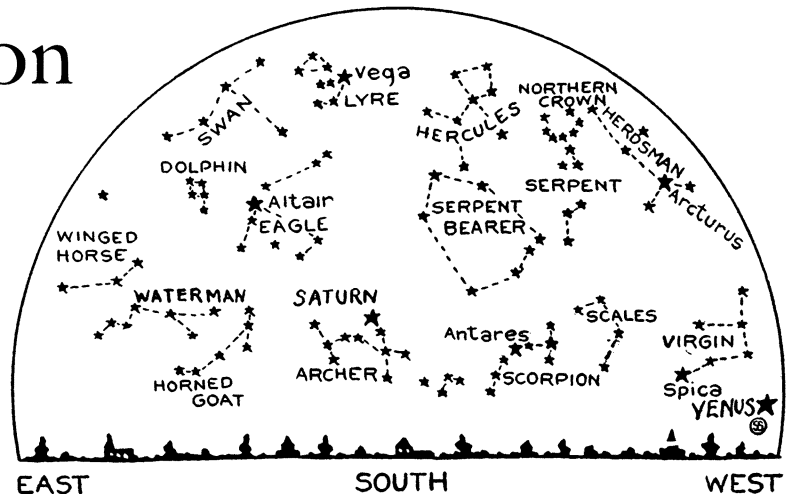 on
Vega
LYRE
SWAN
HERCULES
NORTHERN
CROWN
HERDSMAN
DOLPHIN
SERPENT
Altair
EAGLE
SERPENT
BEARER
Arcturus
WINGED
HORSE
WATERMAN
SATURN
SCALES
Antares
VIRGIN
ARCHER
SCORPION
HORNED
GOAT
Spica
VENUS
EAST
SOUTH
WEST